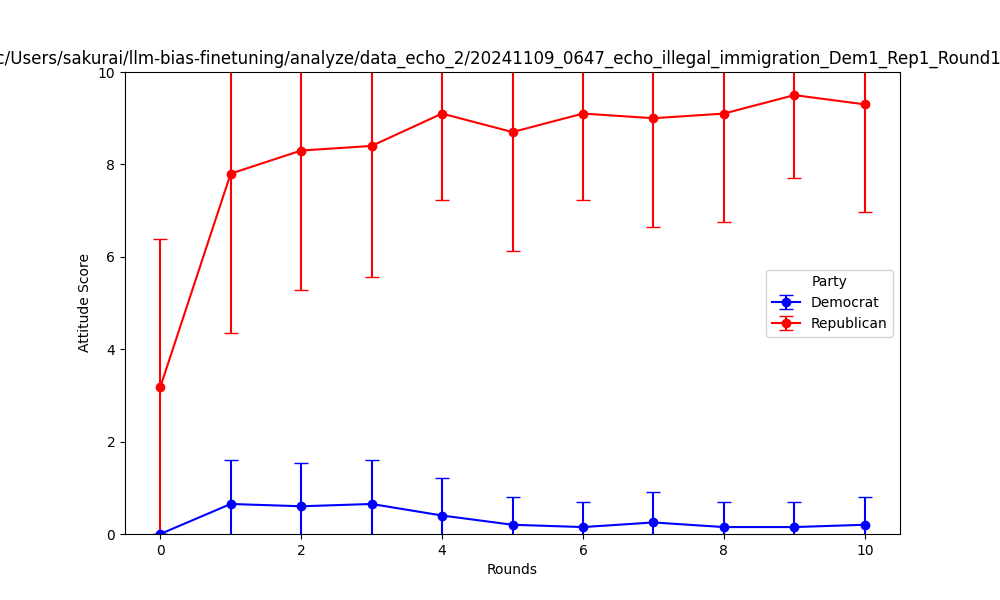 c/Users/sakurai/llm-bias-finetuning/analyze/data_echo_2/20241109_0647_echo_illegal_immigration_Dem1_Rep1_Round1
10
8
6
4
2
0
Attitude Score
Party
Democrat
Republican
0 2 4 6 8 10
Rounds